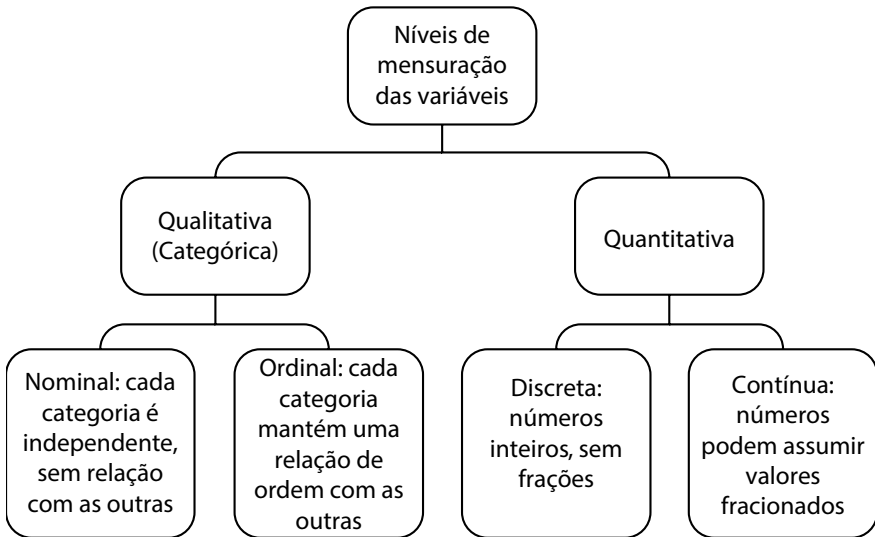 Níveis de
mensuração
das variáveis
Qualitativa
(Categórica)
Quantitativa
Nominal: cada
categoria é
independente,
sem relação
com as outras
Ordinal: cada
categoria
mantém uma
relação de
ordem com as
outras
Discreta:
números
inteiros, sem
frações
Contínua:
números
podem assumir
valores
fracionados